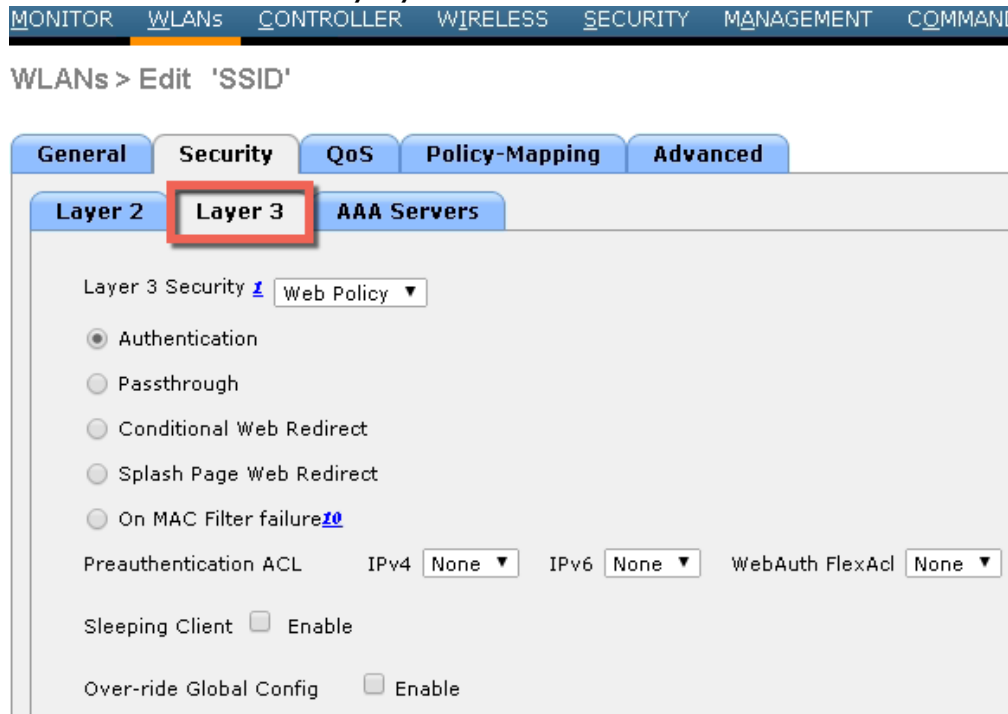 MONITOR WLANs CONTROLLER WIRELESS SECURITY MANAGEMENT
WLANs > Edit 'SSID'
General Security QoS Policy-Mapping Advanced
Layer 2 Layer 3 AAA Servers
Layer 3 Security 1 Web Policy
Authentication
Passthrough
Conditional Web Redirect
Splash Page Web Redirect
On MAC Filter failure10
Preauthentication ACL IPv4 None IPv6 None WebAuth FlexAcl None
Sleeping Client Enable
Over-ride Global Config Enable